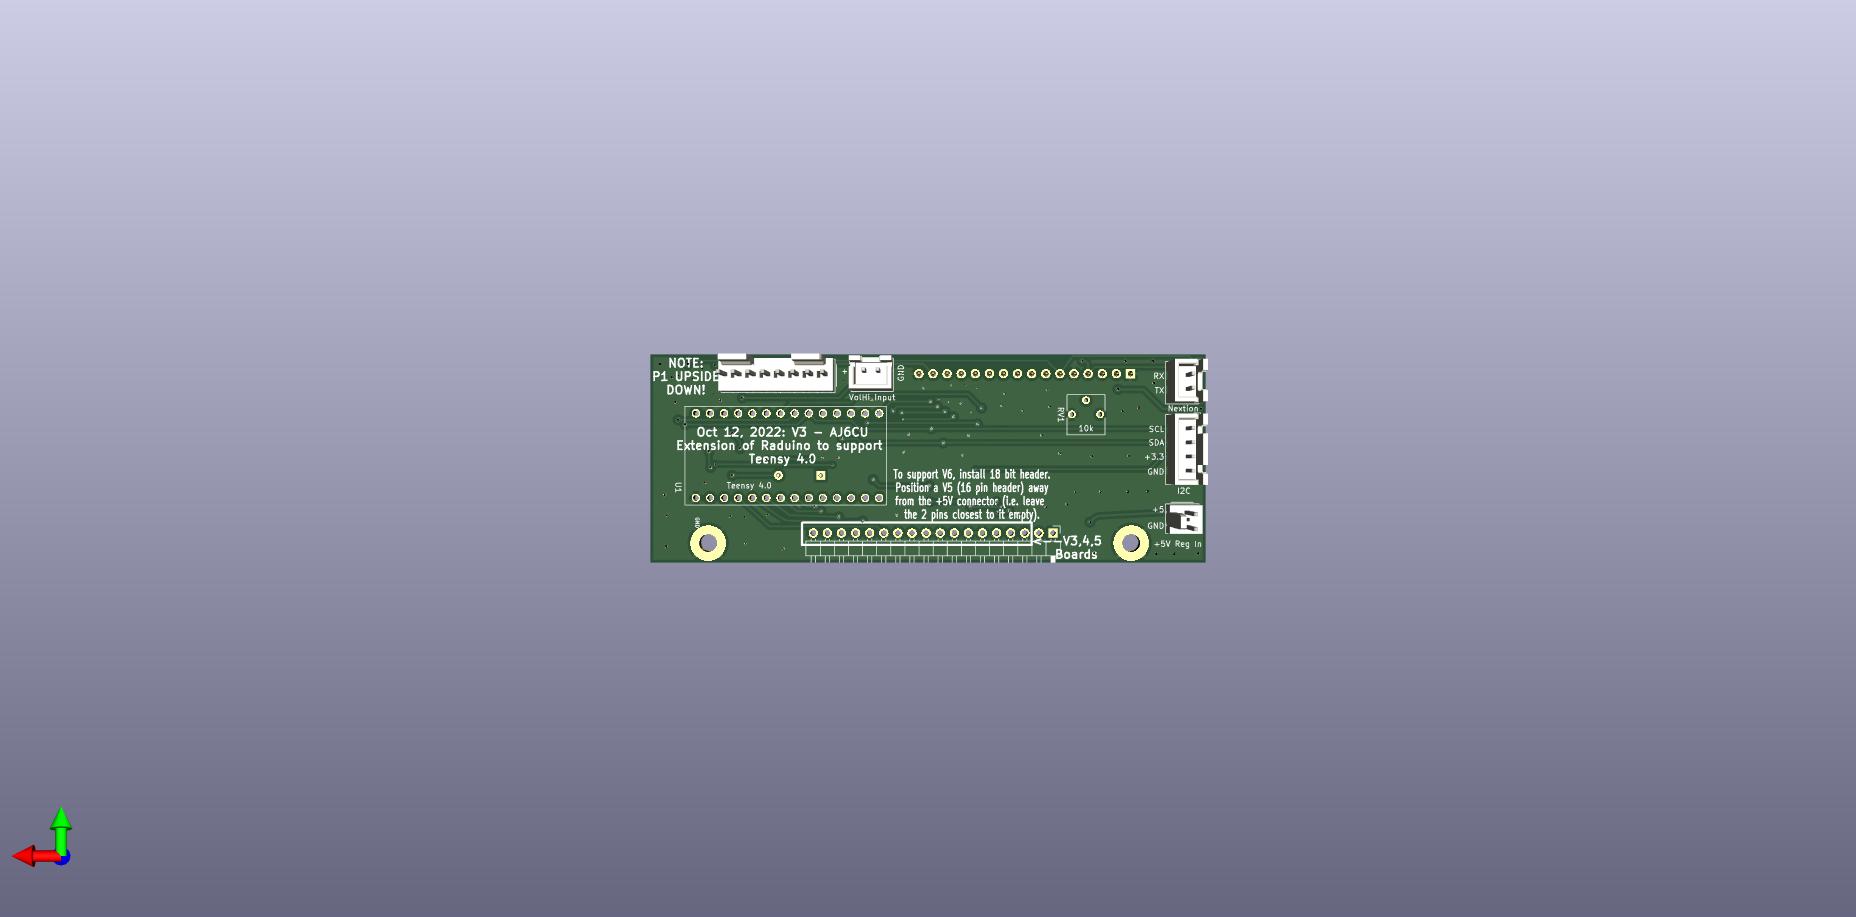 NOTE:
P1 UPSIDE
DOWN!
+
GND
VolHi_Input
RX
TX
Nextion
RV1
10k
SCL
SDA
+3.3
GND
I2C
Oct 12, 2022: V3 - AJ6CU
Extension of Raduino to support
Teensy 4.0
Teensy 4.0
U1
To support V6, install 18 bit header.
Position a V5 (16 pin header) away
from the +5V connector (i.e. leave
the 2 pins closest to it empty).
+5
GND
+5V Reg In
GND
<--V3,4,5
Boards